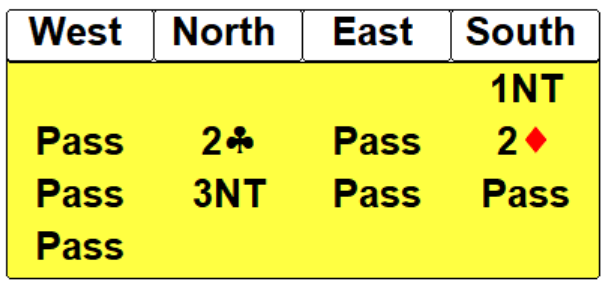 West North East South
1NT
Pass 2♣ Pass 2♦
Pass 3NT Pass Pass
Pass